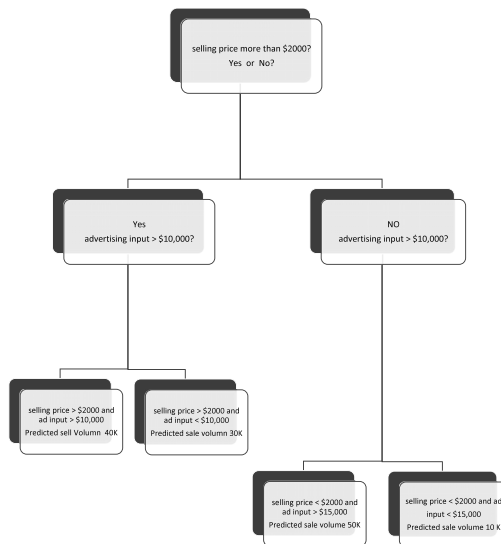 selling price more than $2000?
Yes or No?
Yes
advertising input > $10,000?
NO
advertising input > $10,000?
selling price > $2000 and
ad input > $10,000
Predicted sell Volumn 40K
selling price > $2000 and
ad input < $10,000
Predicted sale volumn 30K
selling price < $2000 and
ad input > $15,000
Predicted sale volume 50K
selling price < $2000 and ad
input < $15,000
Predicted sale volume 10 K